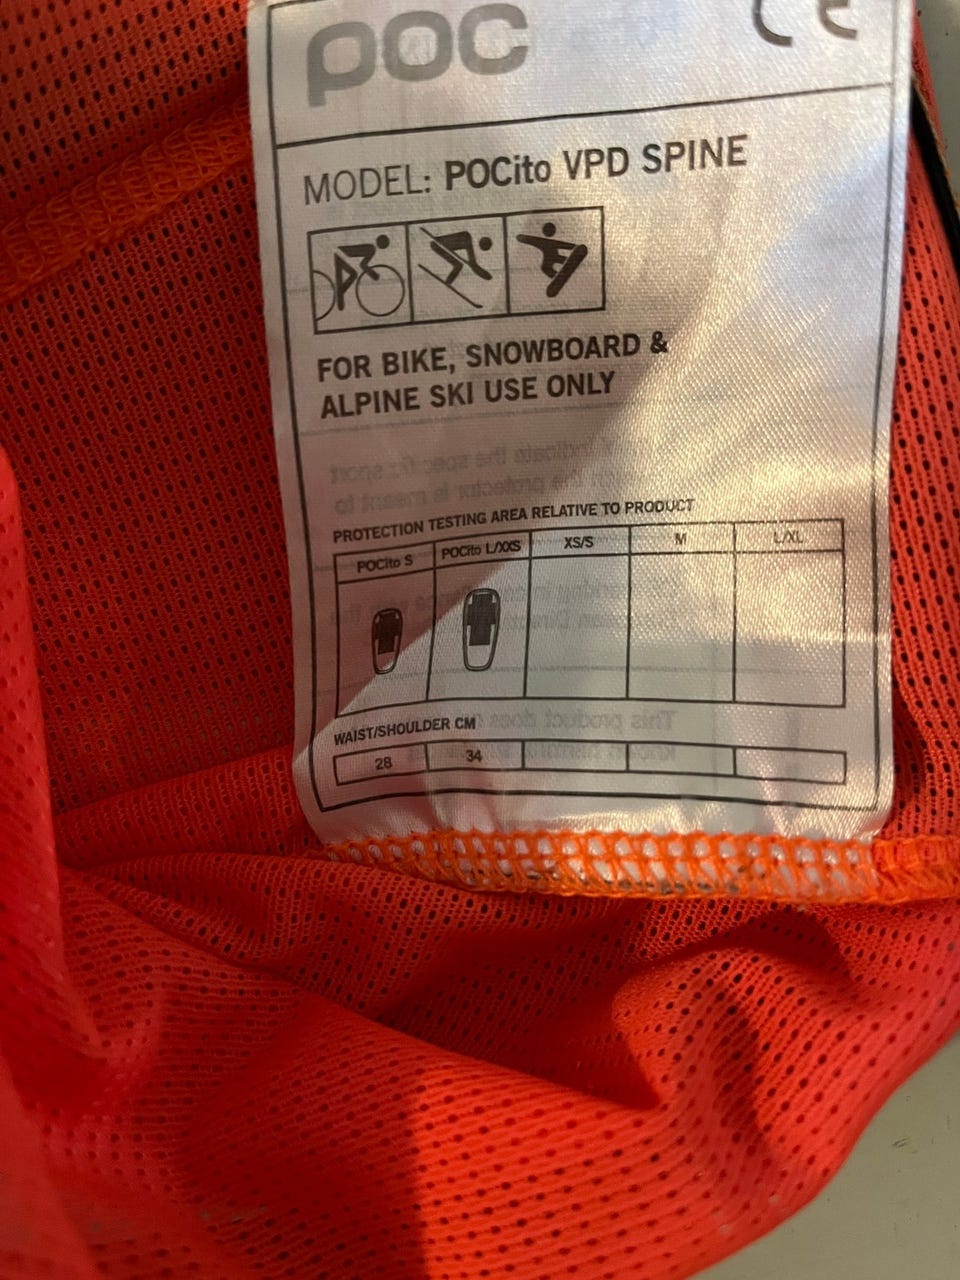 POC CE
MODEL: POCito VPD SPINE
FOR BIKE, SNOWBOARD &
ALPINE SKI USE ONLY
PROTECTION TESTING AREA RELATIVE TO PRODUCT
POCito S POCito L/XXS XS/S M L/XL
WAIST/SHOULDER CM
28 34